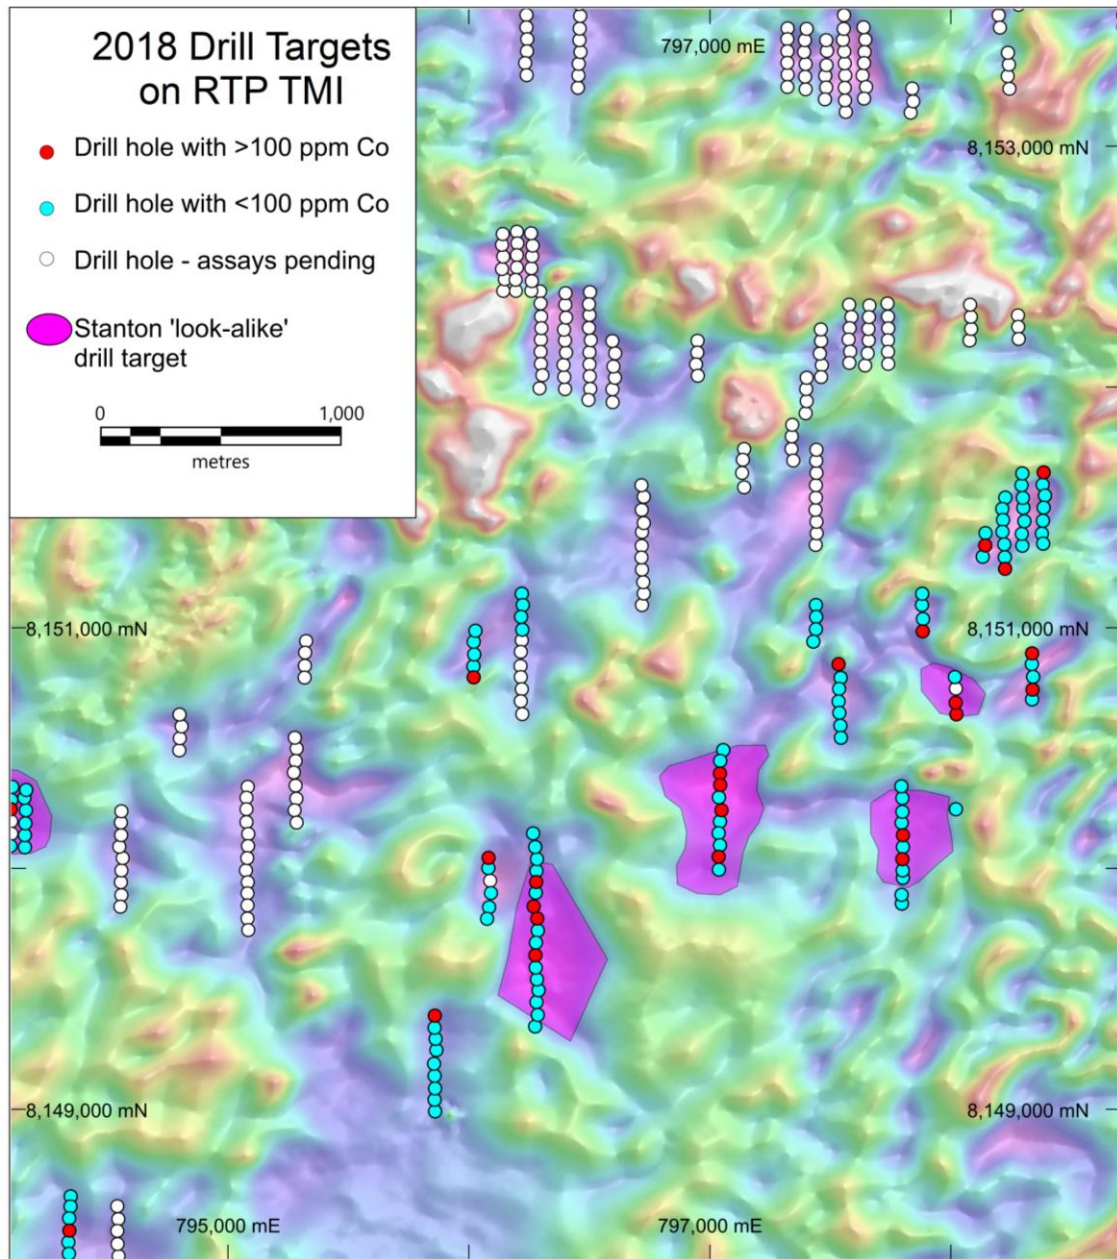 2018 Drill Targets
on RTP TMI
Drill hole with >100 ppm Co
Drill hole with <100 ppm Co
Drill hole - assays pending
Stanton 'look-alike'
drill target
0 1,000
metres
797,000 mE
8,153,000 mN
8,151,000 mN 8,151,000 mN
8,149,000 mN 8,149,000 mN
795,000 mE 797,000 mE